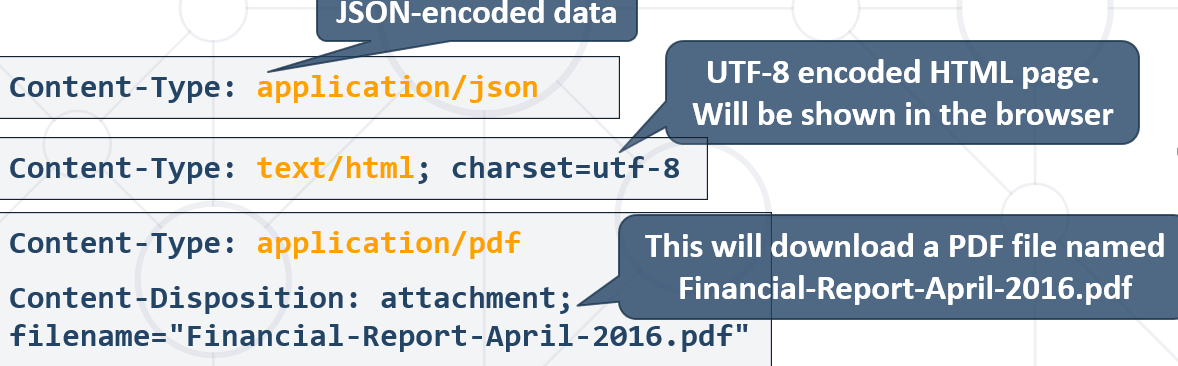 JSON-encoded data
Content-Type: application/json
UTF-8 encoded HTML page.
Will be shown in the browser
Content-Type: text/html; charset=utf-8
Content-Type: application/pdf
This will download a PDF file named
Financial-Report-April-2016.pdf
Content-Disposition: attachment;
filename="Financial-Report-April-2016.pdf"